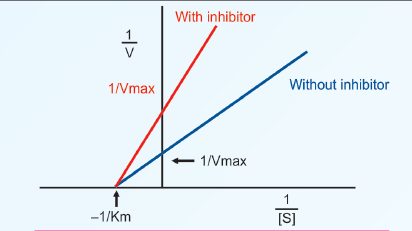 With inhibitor
1
V
1/Vmax
Without inhibitor
1/Vmax
–1/Km
1
[S]